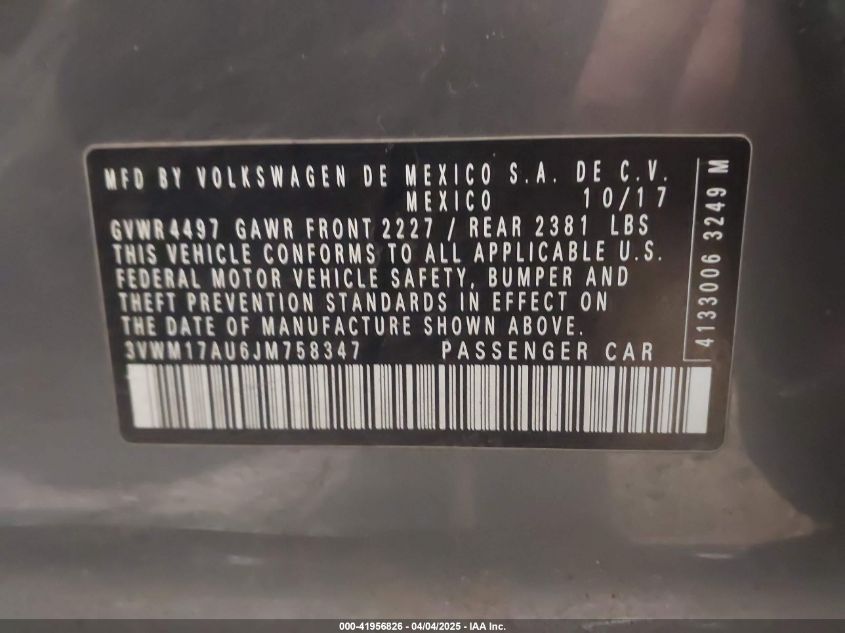 MFD BY VOLKSWAGEN DE MEXICO S.A. DE C.V.
MEXICO 10/17
GVWR4497 GAWR FRONT 2227 / REAR 2381 LBS
THIS VEHICLE CONFORMS TO ALL APPLICABLE U.S.
FEDERAL MOTOR VEHICLE SAFETY, BUMPER AND
THEFT PREVENTION STANDARDS IN EFFECT ON
THE DATE OF MANUFACTURE SHOWN ABOVE.
3VWM17AU6JM758347 PASSENGER CAR
4133006 3249 M
000-41956826 - 04/04/2025 - IAA Inc.